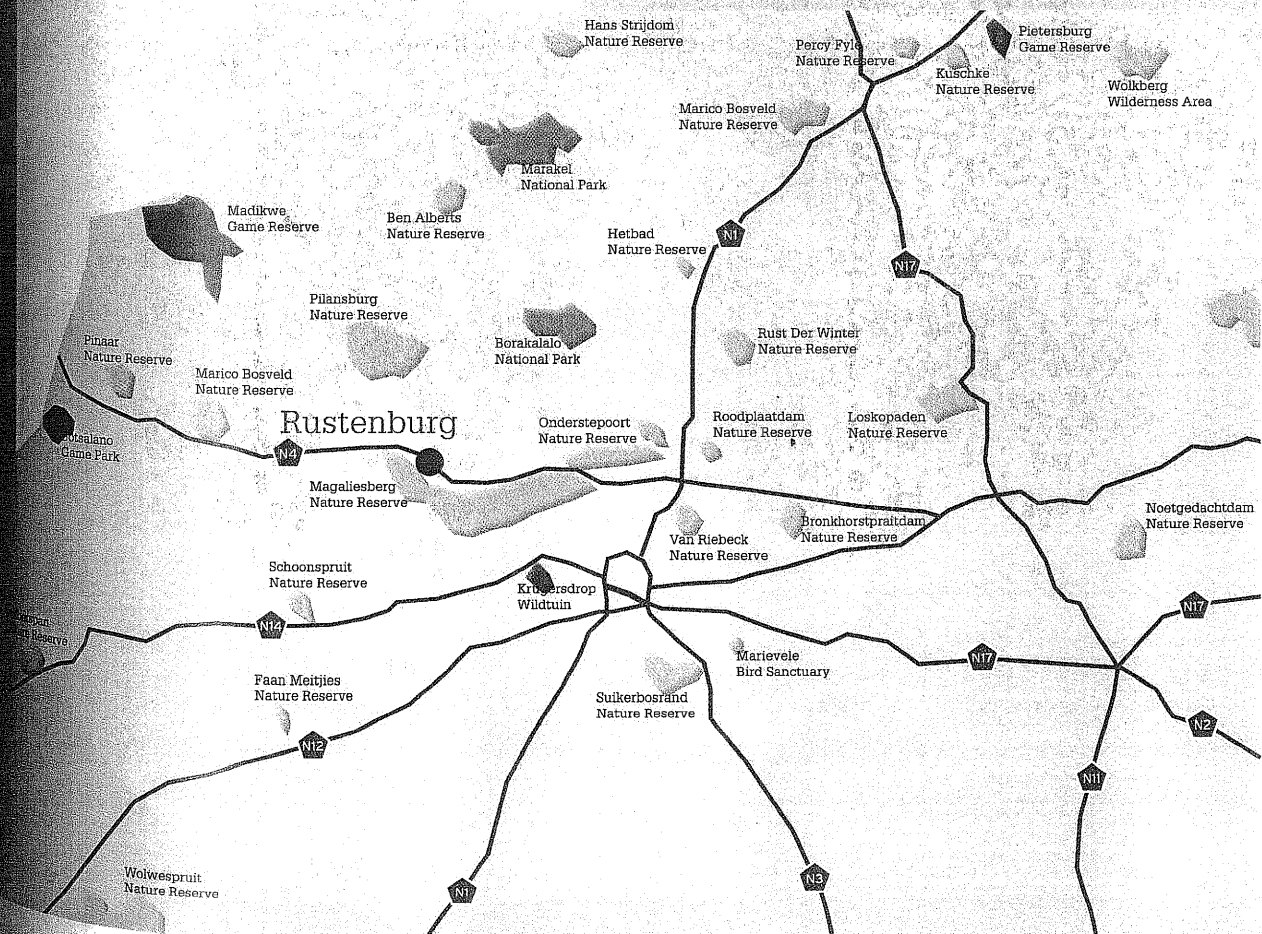 Hans Strijdom
Nature Reserve
Percy Fyle
Nature Reserve
Pietersburg
Game Reserve
Kuschke
Nature Reserve
Wolkberg
Wilderness Area
Marico Bosveld
Nature Reserve
Marakel
National Park
Madikwe
Game Reserve
Ben Alberts
Nature Reserve
Hetbad
Nature Reserve
N1
N17
Pilansburg
Nature Reserve
Borakalalo
National Park
Rust Der Winter
Nature Reserve
Pinaar
Nature Reserve
Marico Bosveld
Nature Reserve
Rustenburg
Onderstepoort
Nature Reserve
Roodplaatdam
Nature Reserve
Loskopaden
Nature Reserve
Game Park
N4
Magaliesberg
Nature Reserve
Van Riebeck
Nature Reserve
Bronkhorstpraitdam
Nature Reserve
Noetgedachtdam
Nature Reserve
Schoonspruit
Nature Reserve
Krugersdrop
Wildtuin
N14
Reserve
N17
N17
Marievele
Bird Sanctuary
Suikerbosrand
Nature Reserve
Faan Meitjies
Nature Reserve
N12
N2
N11
Wolwespruit
Nature Reserve
N1
N3